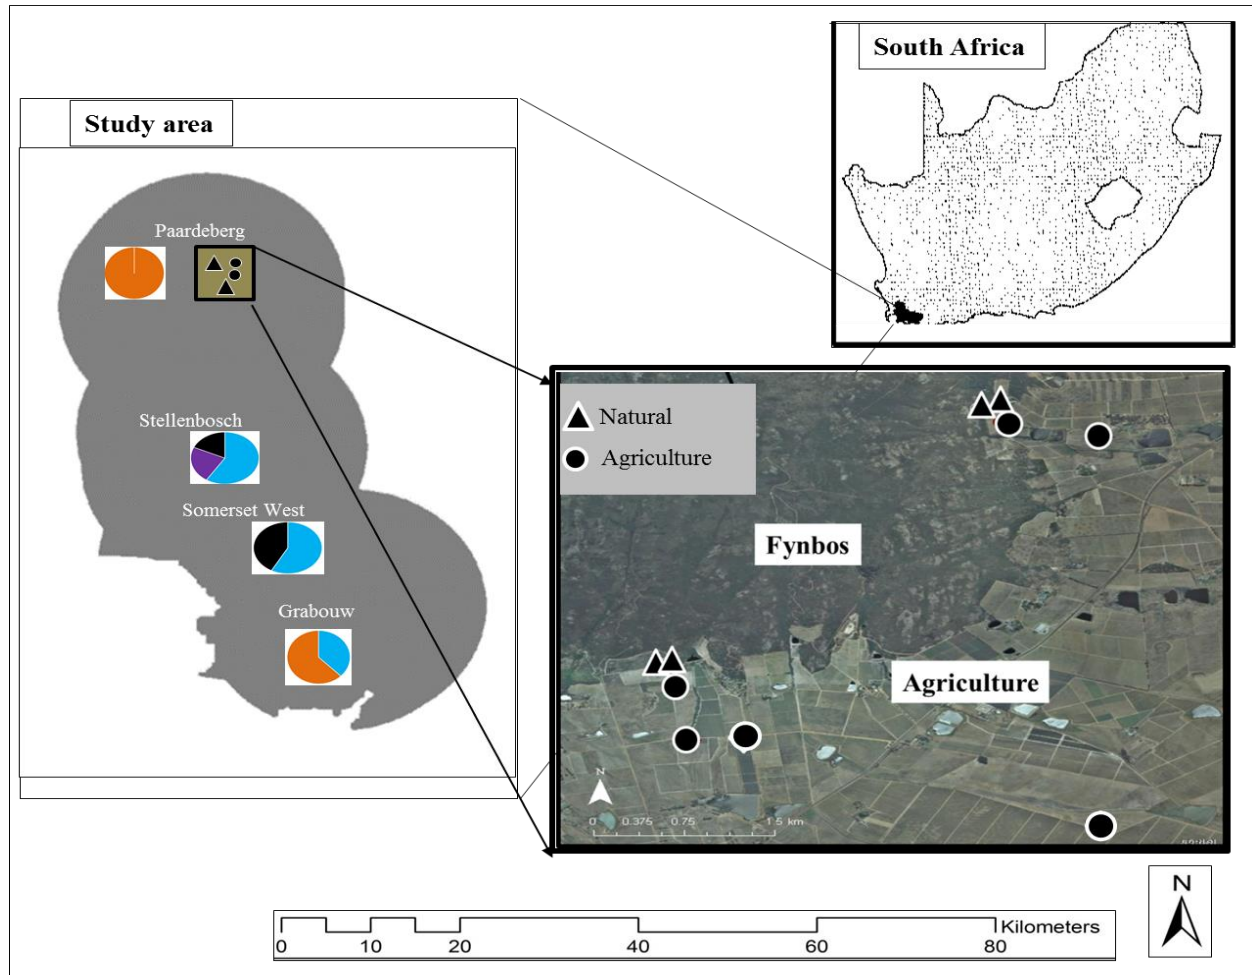 South Africa
Study area
Paardeberg
Stellenbosch
Somerset West
Grabouw
Natural
Agriculture
Fynbos
Agriculture
N
0 0.375 0.75 1.5 km
N
Kilometers
0 10 20 40 60 80